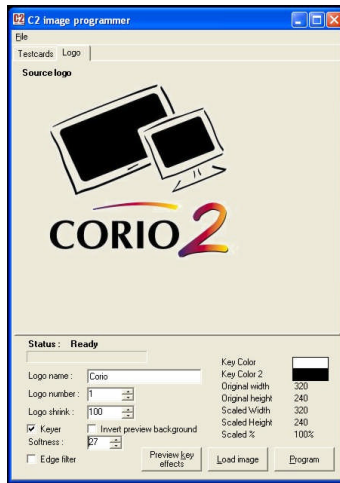 C2 image programmer
File
Testcards Logo
Source logo
CORIO 2
Status : Ready
Logo name : Corio
Logo number : 1
Logo shrink : 100
Keyer Invert preview background
Softness : 27
Edge filter
Key Color
Key Color 2
Original width 320
Original height 240
Scaled Width 320
Scaled Height 240
Scaled % 100%
Preview key effects
Load image
Program